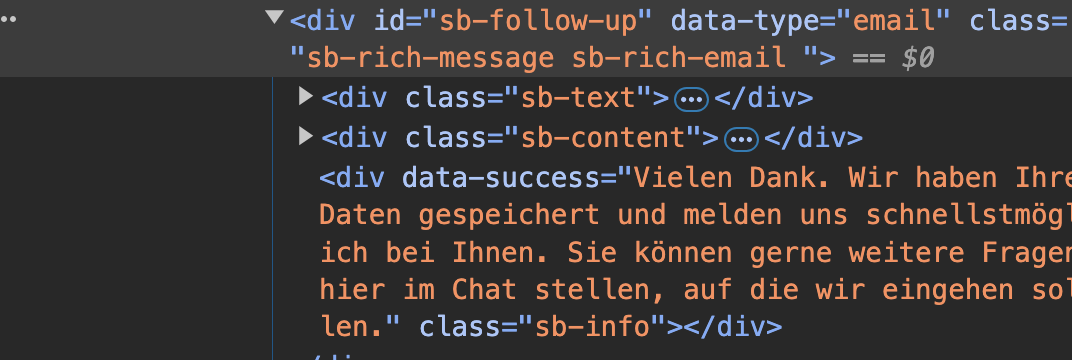 <div id="sb-follow-up" data-type="email" class=
"sb-rich-message sb-rich-email "> == $0
<div class="sb-text">…</div>
<div class="sb-content">…</div>
<div data-success="Vielen Dank. Wir haben Ihre
Daten gespeichert und melden uns schnellstmögl
ich bei Ihnen. Sie können gerne weitere Fragen
hier im Chat stellen, auf die wir eingehen sol
len." class="sb-info"></div>
</div>